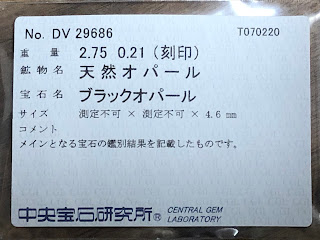 No. DV 29686 T070220
重量 2.75 0.21 (刻印)
鉱物名 天然オパール
宝石名 ブラックオパール
サイズ 測定不可 × 測定不可 × 4.6 mm
コメント
メインとなる宝石の鑑別結果を記載したものです。
中央宝石研究所® CENTRAL GEM LABORATORY